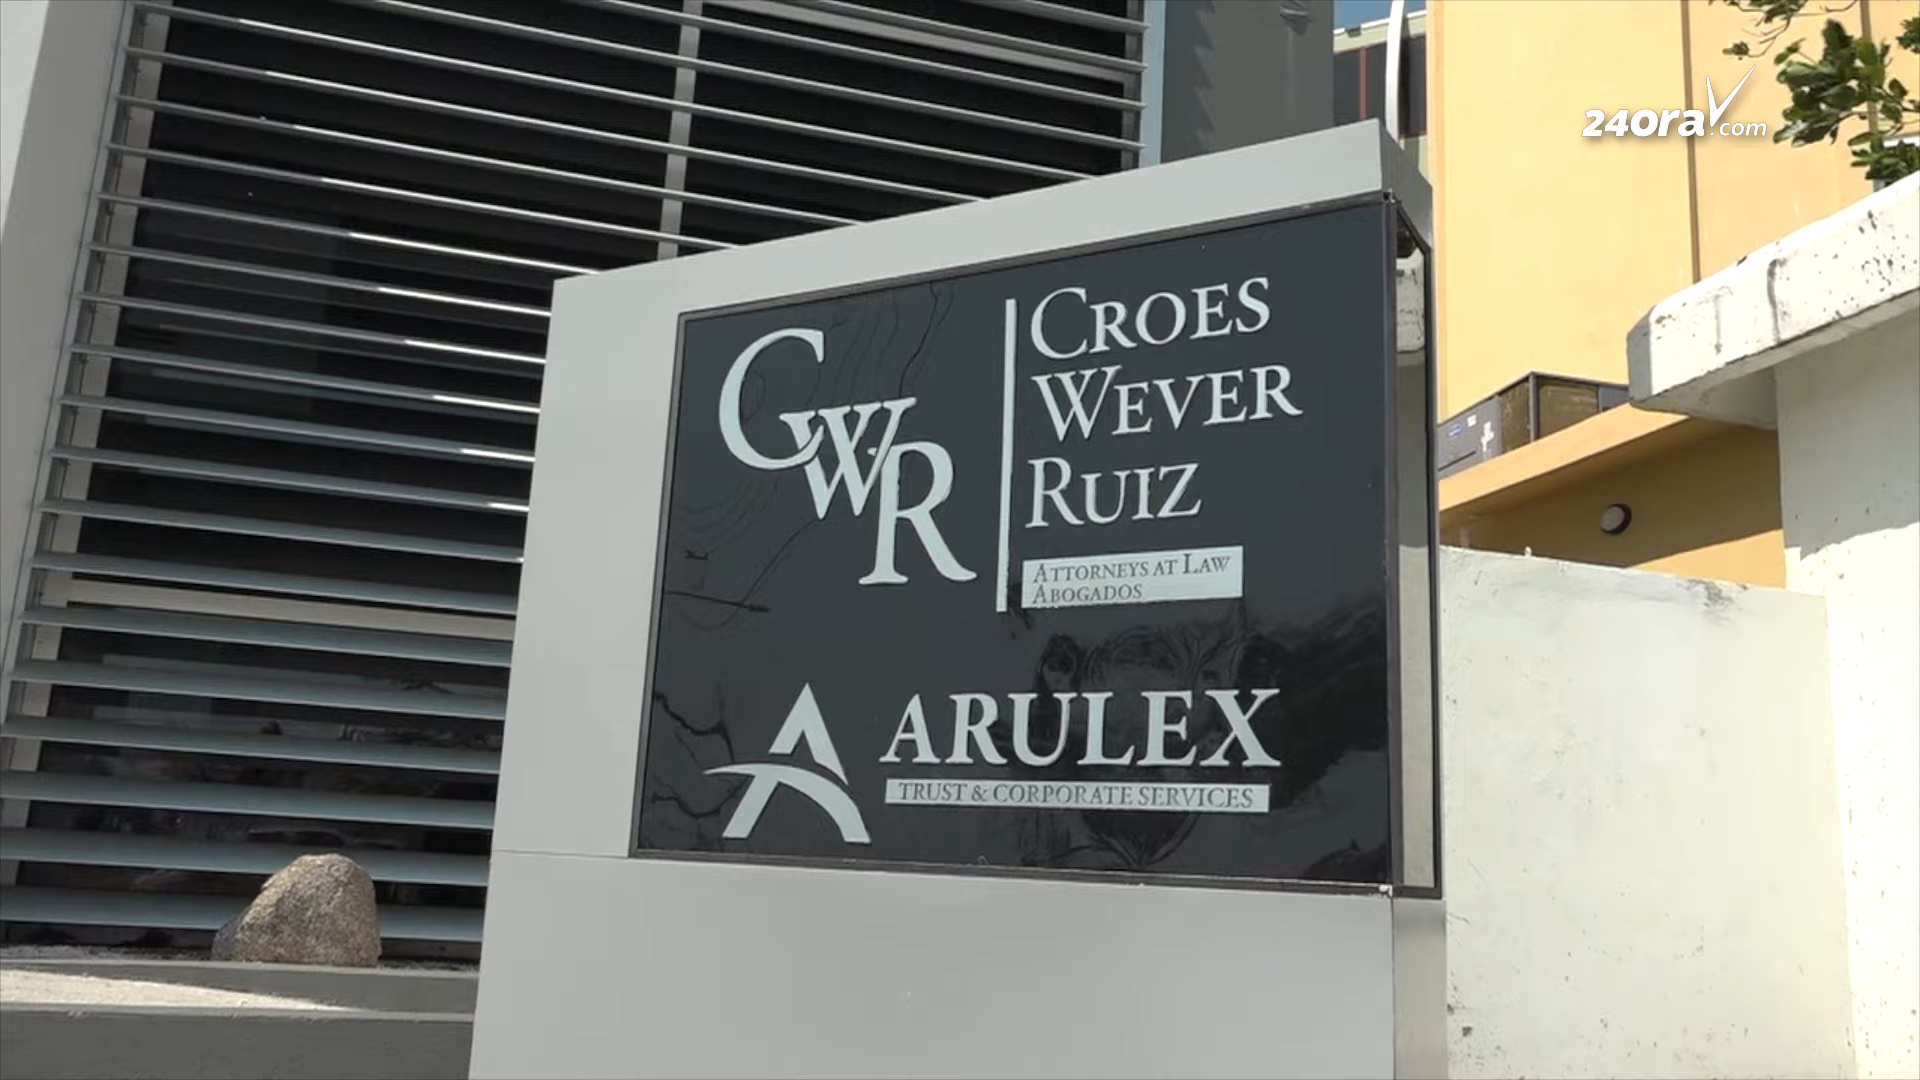 24ora.com
CWR
CROES
WEVER
RUIZ
ATTORNEYS AT LAW
ABOGADOS
ARULEX
TRUST & CORPORATE SERVICES